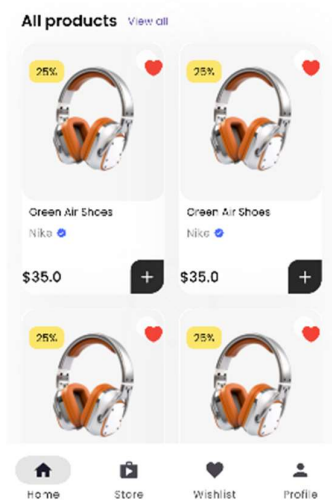 All products View all
25% 25%
Green Air Shoes Green Air Shoes
Nike Nike
$35.0 + $35.0 +
25% 25%
Home Store Wishlist Profile